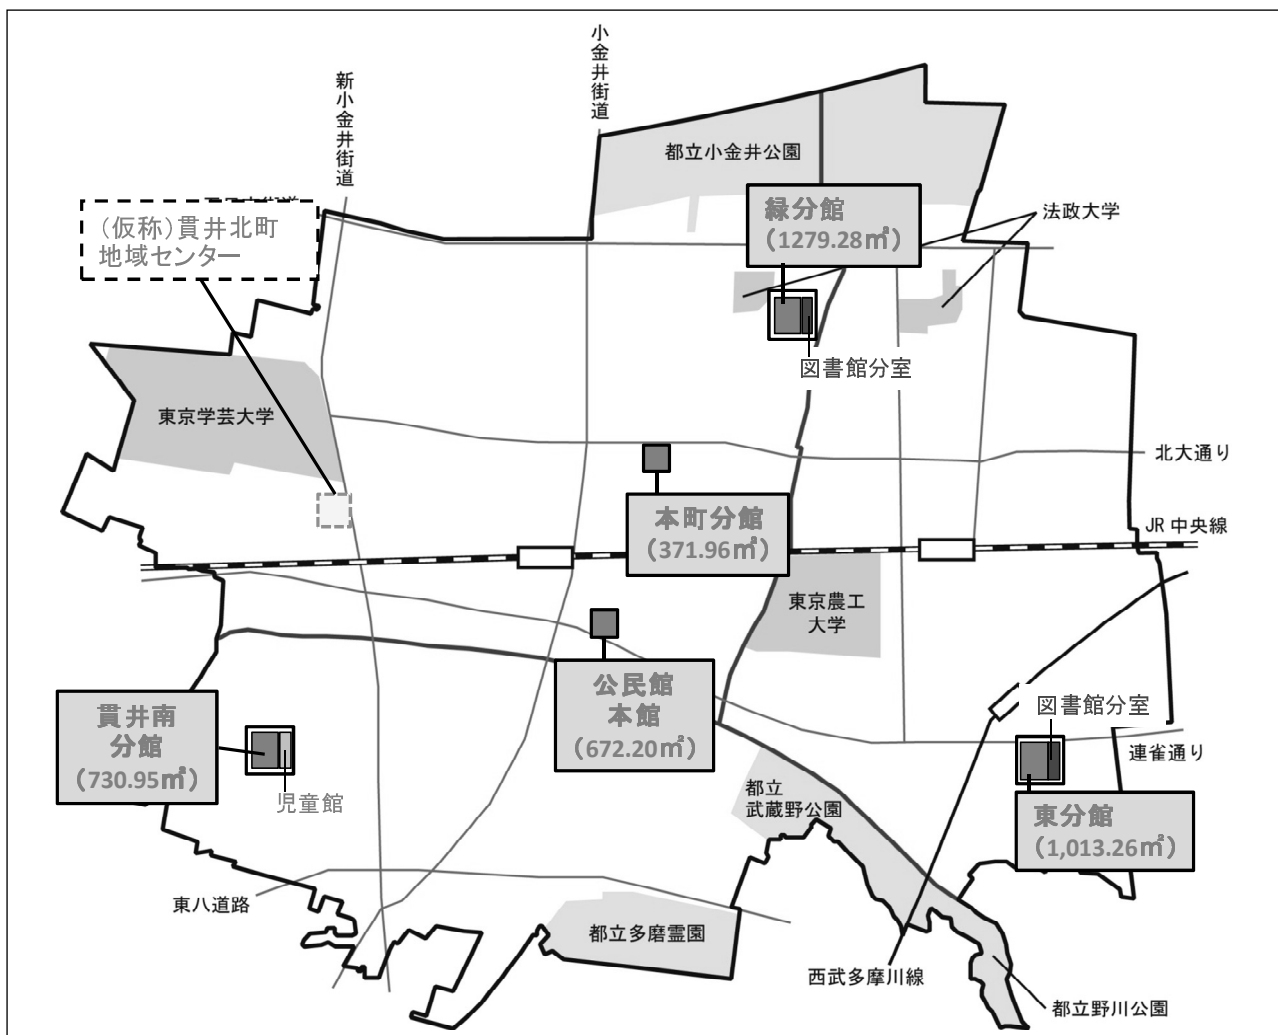 小金井街道
新小金井街道
都立小金井公園
(仮称)貫井北町
地域センター
緑分館
(1279.28㎡)
法政大学
図書館分室
東京学芸大学
北大通り
本町分館
(371.96㎡)
JR 中央線
東京農工
大学
公民館
本館
(672.20㎡)
貫井南
分館
(730.95㎡)
児童館
図書館分室
連雀通り
都立
武蔵野公園
東分館
(1,013.26㎡)
東八道路
都立多磨霊園
西武多摩川線
都立野川公園